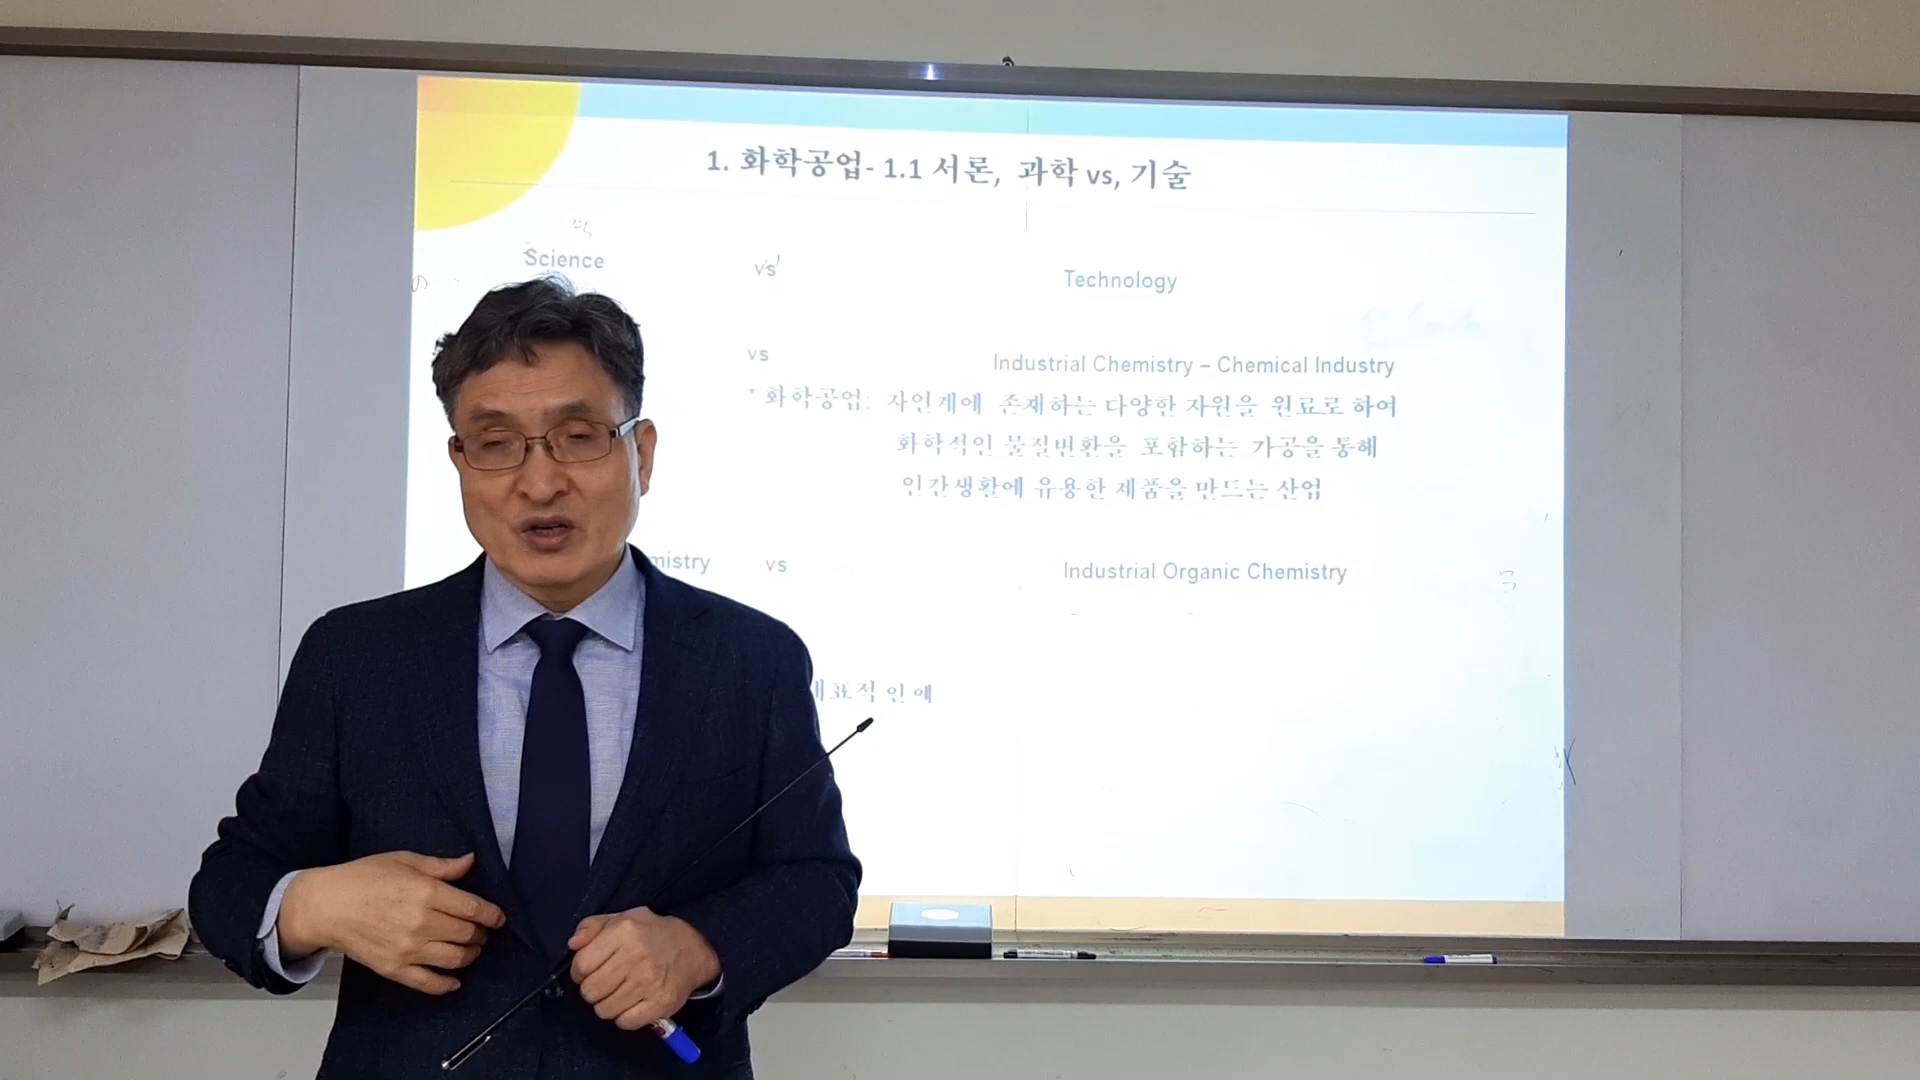 1. 화학공업- 1.1 서론, 과학 vs, 기술
Science vs Technology
vs Industrial Chemistry – Chemical Industry
* 화학공업: 자연계에 존재하는 다양한 자원을 원료로 하여
화학적인 물질변환을 포함하는 가공을 통해
인간생활에 유용한 제품을 만드는 산업
mistry vs Industrial Organic Chemistry
대표적 인 예